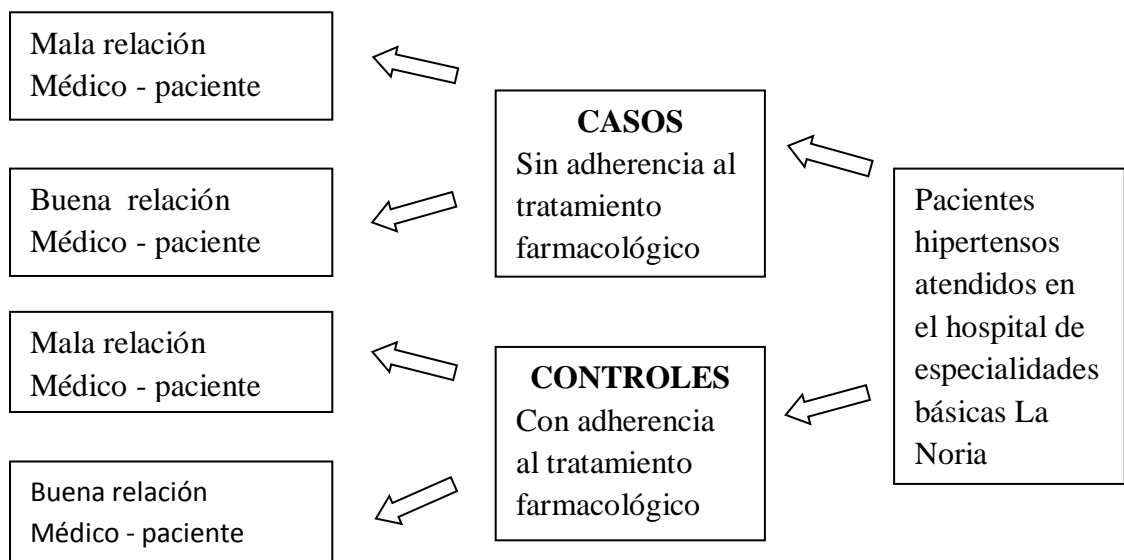 Mala relación
Médico - paciente
Buena relación
Médico - paciente
Mala relación
Médico - paciente
Buena relación
Médico - paciente
CASOS
Sin adherencia al
tratamiento
farmacológico
CONTROLES
Con adherencia
al tratamiento
farmacológico
Pacientes
hipertensos
atendidos en
el hospital de
especialidades
básicas La
Noria